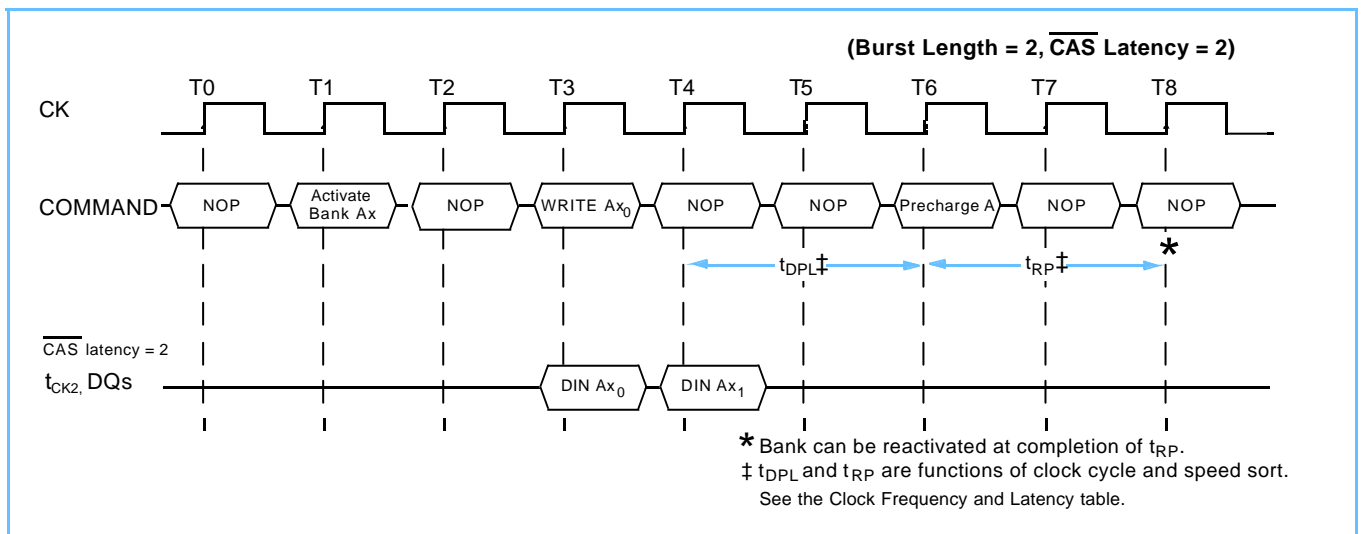 (Burst Length = 2, CAS Latency = 2)
T0 T1 T2 T3 T4 T5 T6 T7 T8
CK
COMMAND NOP Activate Bank Ax NOP WRITE Ax0 NOP NOP Precharge A NOP NOP
*
tDPL‡ tRP‡
CAS latency = 2
tCK2, DQs DIN Ax0 DIN Ax1
* Bank can be reactivated at completion of tRP.
‡ tDPL and tRP are functions of clock cycle and speed sort.
See the Clock Frequency and Latency table.